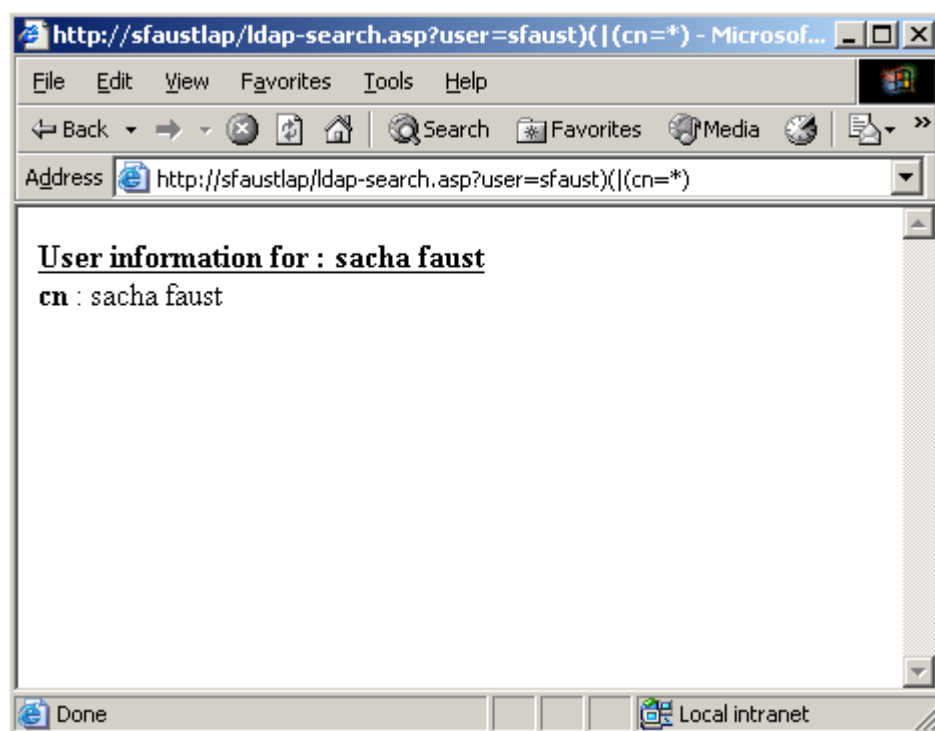 http://sfaustlap/ldap-search.asp?user=sfaust)(|(cn=*) - Microsof...
File Edit View Favorites Tools Help
Back Search Favorites Media »
Address http://sfaustlap/ldap-search.asp?user=sfaust)(|(cn=*)
User information for : sacha faust
cn : sacha faust
Done Local intranet